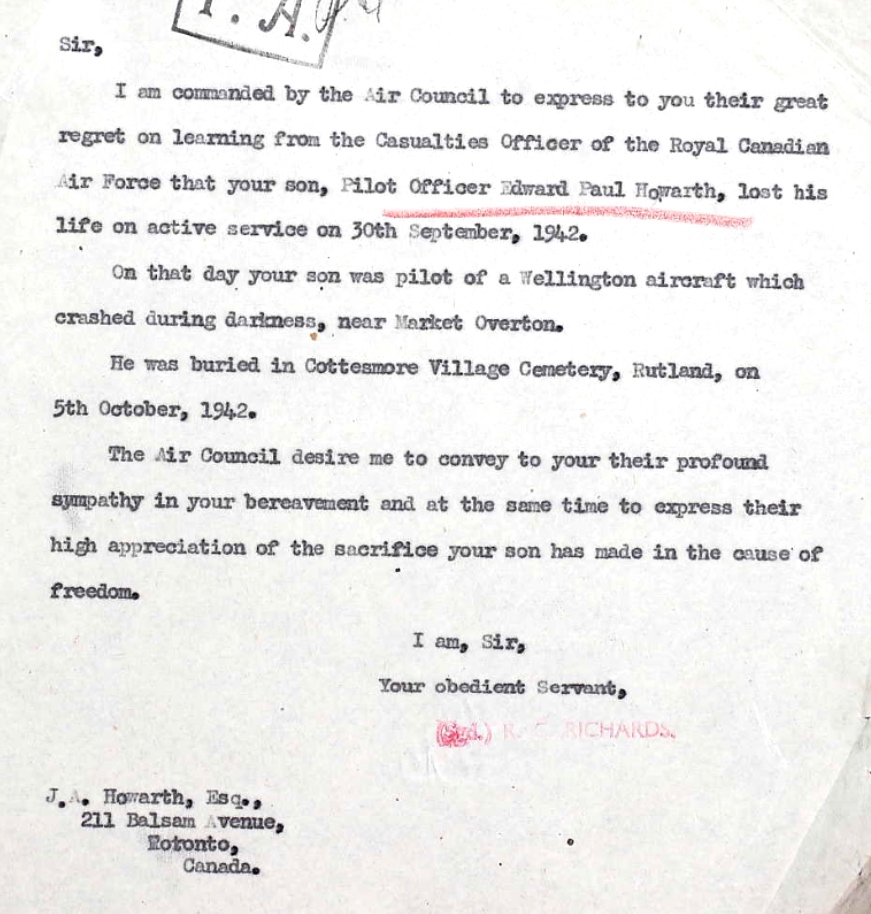 P. A.
Sir,
I am commanded by the Air Council to express to you their great
regret on learning from the Casualties Officer of the Royal Canadian
Air Force that your son, Pilot Officer Edward Paul Howarth, lost his
life on active service on 30th September, 1942.
On that day your son was pilot of a Wellington aircraft which
crashed during darkness, near Market Overton.
He was buried in Cottesmore Village Cemetery, Rutland, on
5th October, 1942.
The Air Council desire me to convey to your their profound
sympathy in your bereavement and at the same time to express their
high appreciation of the sacrifice your son has made in the cause of
freedom.
I am, Sir,
Your obedient Servant,
(Sgd.) R. C. RICHARDS.
J.A. Howarth, Esq.,
211 Balsam Avenue,
Toronto,
Canada.